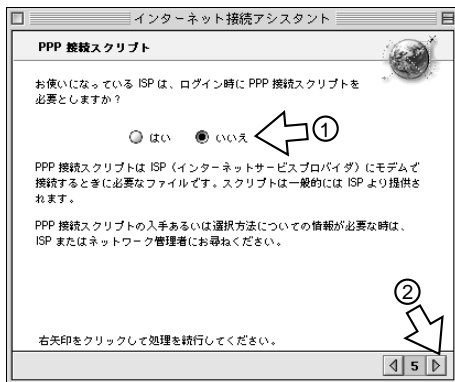 インターネット接続アシスタント
PPP 接続スクリプト
お使いになっている ISP は、ログイン時に PPP 接続スクリプトを
必要としますか？
はい いいえ ①
PPP 接続スクリプトは ISP（インターネットサービスプロバイダ）にモデムで
接続するときに必要なファイルです。スクリプトは一般的には ISP より提供さ
れます。
PPP 接続スクリプトの入手あるいは選択方法についての情報が必要な時は、
ISP またはネットワーク管理者にお尋ねください。
②
右矢印をクリックして処理を続行してください。
5